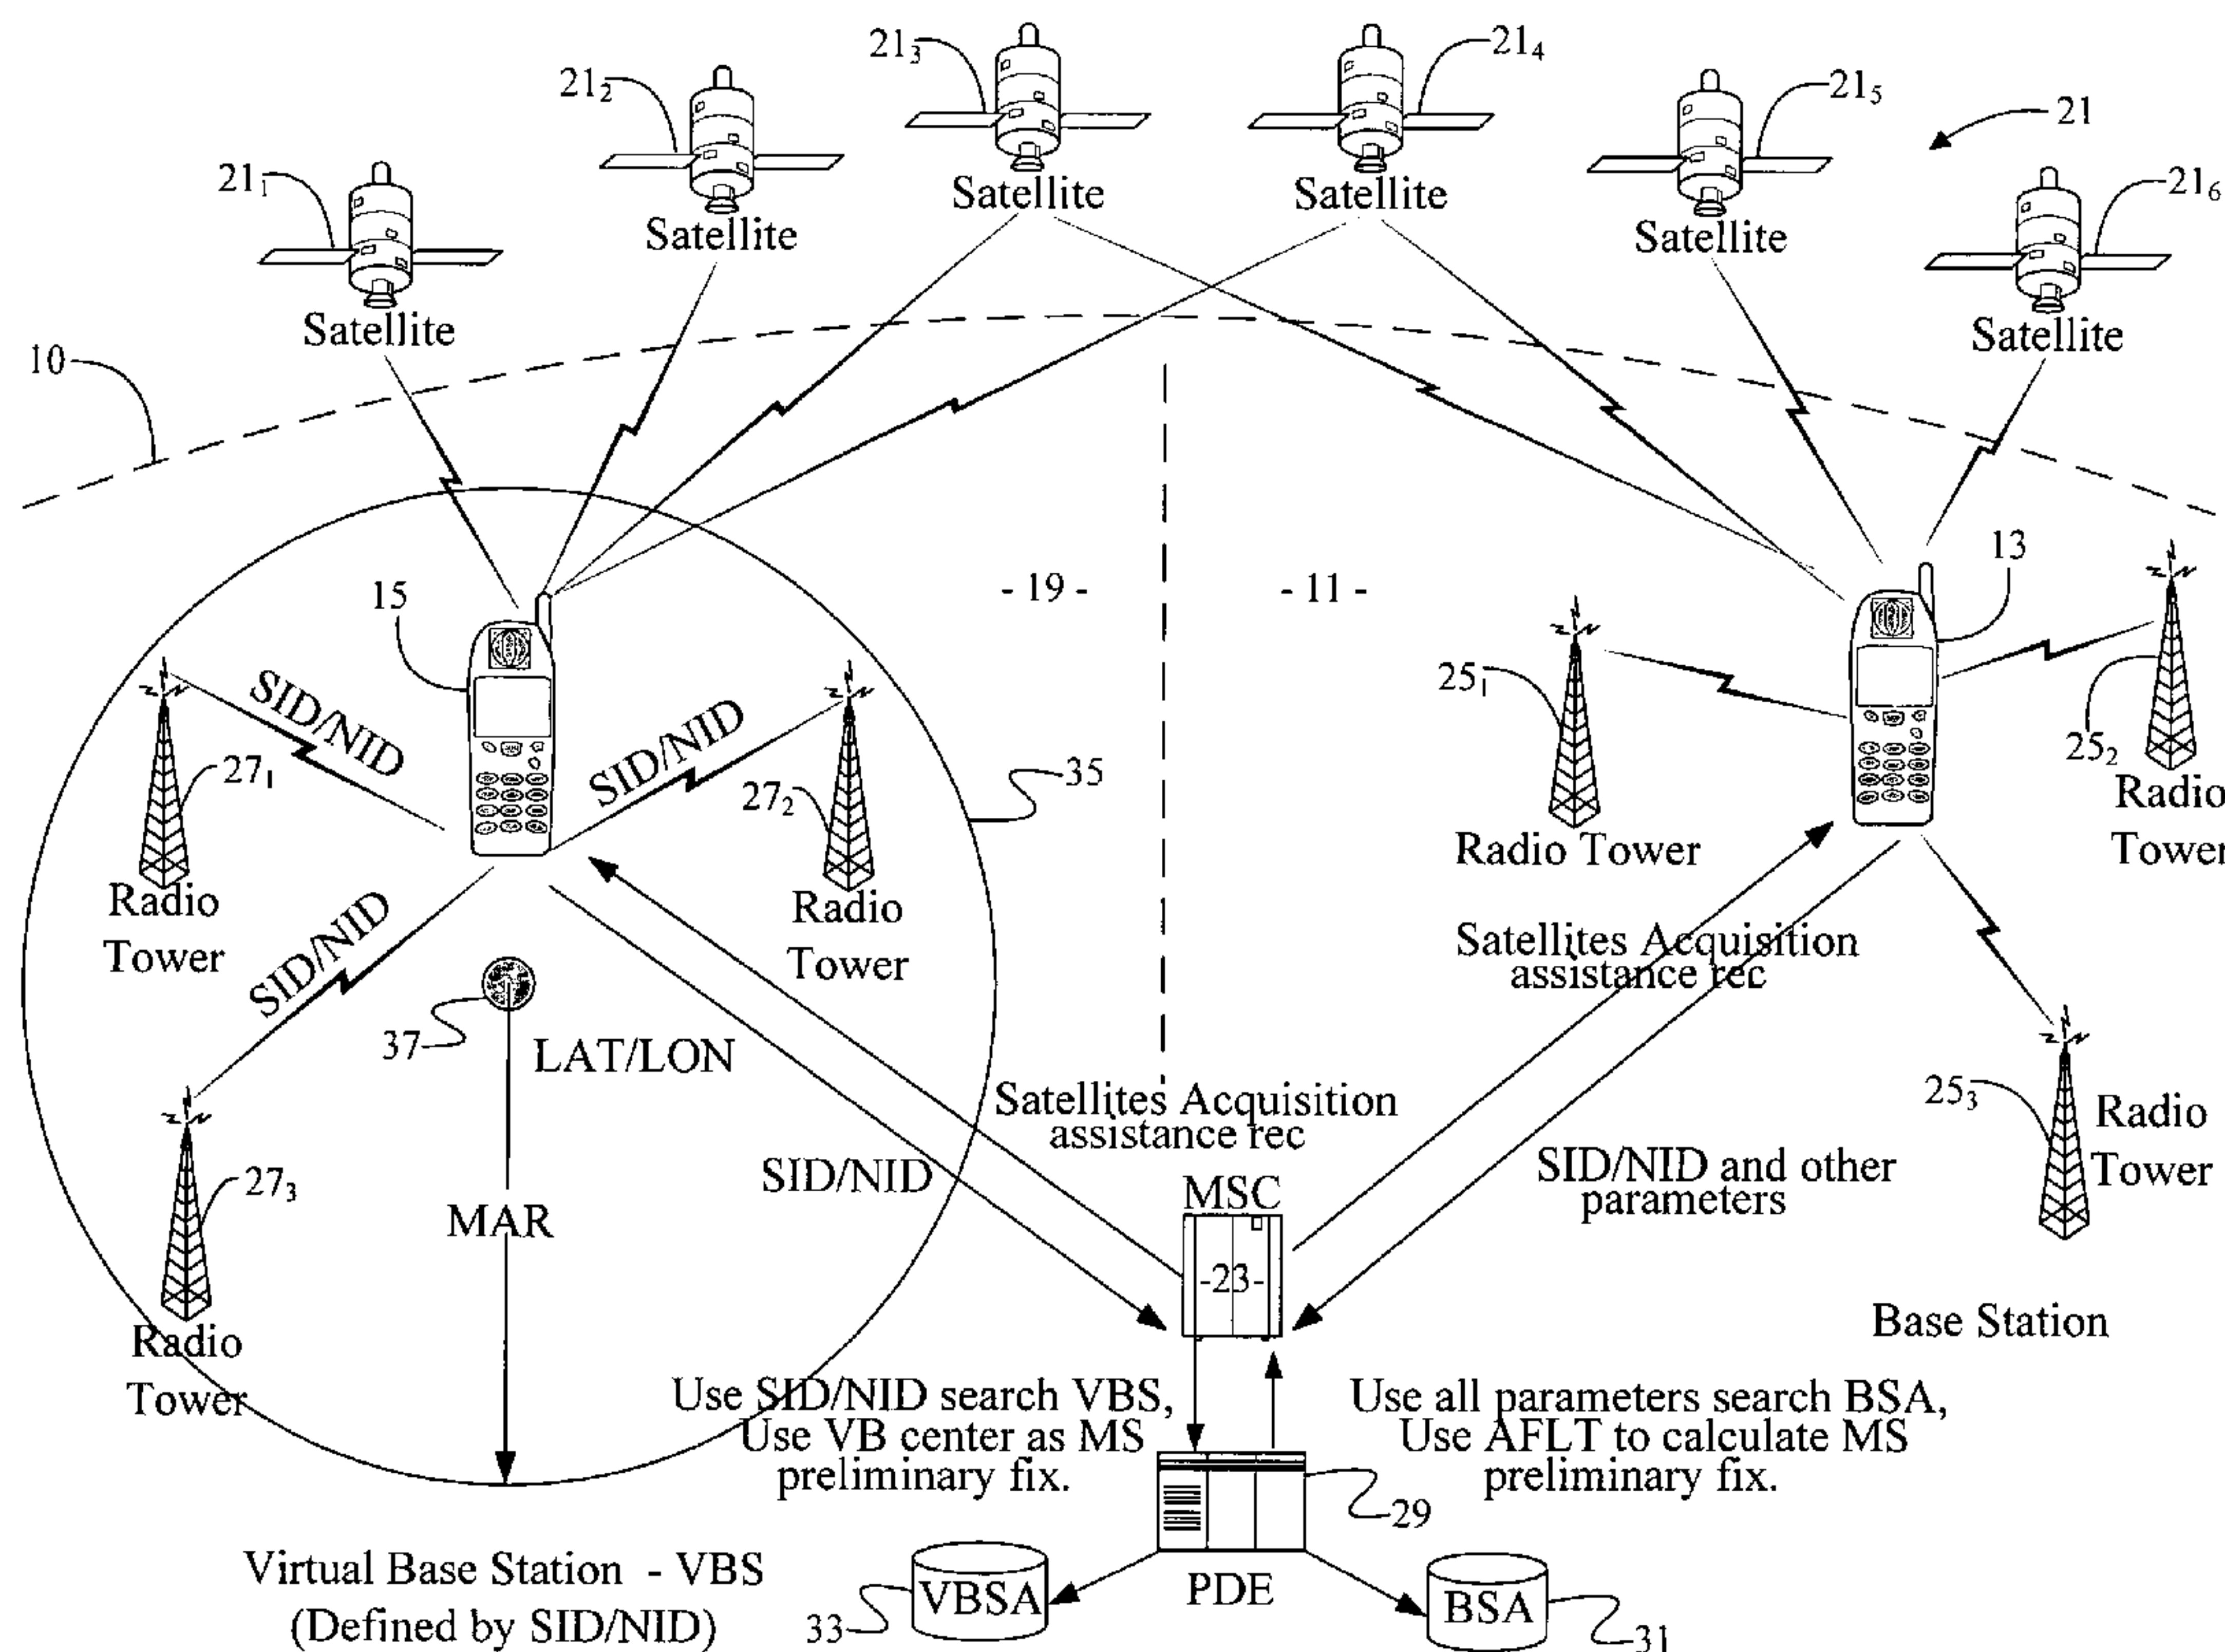 21₃
21₄
21₂
21₅
21
21₁
21₆
Satellite
Satellite
Satellite
Satellite
Satellite
Satellite
10
- 19 -
- 11 -
13
15
SID/NID
SID/NID
25₁
25₂
27₁
27₂
35
Radio
Tower
Radio Tower
Radio
Tower
Radio
Tower
SID/NID
Satellites Acquisition
assistance rec
37
LAT/LON
Satellites Acquisition
assistance rec
25₃
Radio
Tower
27₃
SID/NID
SID/NID and other
parameters
MAR
MSC
-23-
Radio
Tower
Base Station
Use SID/NID search VBS,
Use VB center as MS
preliminary fix.
Use all parameters search BSA,
Use AFLT to calculate MS
preliminary fix.
29
Virtual Base Station - VBS
(Defined by SID/NID)
33
VBSA
PDE
BSA
31